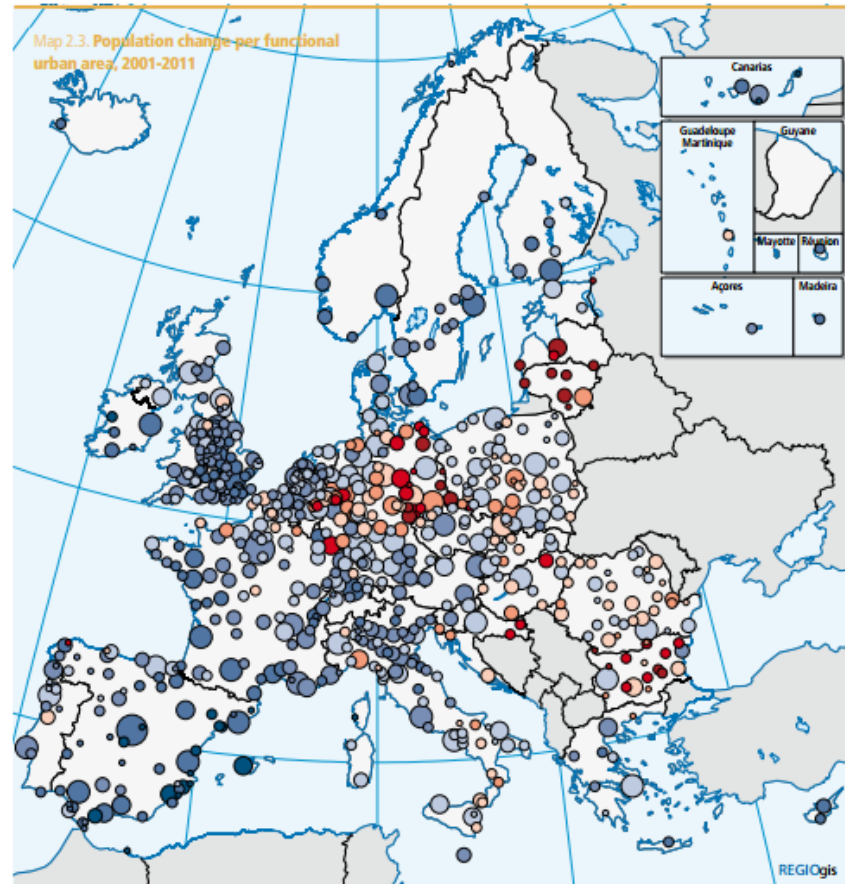 Map 2.3. Population change per functional
urban area, 2001-2011
Canarias
Guadeloupe
Martinique
Guyane
Mayotte
Réunion
Açores
Madeira
REGIOgis